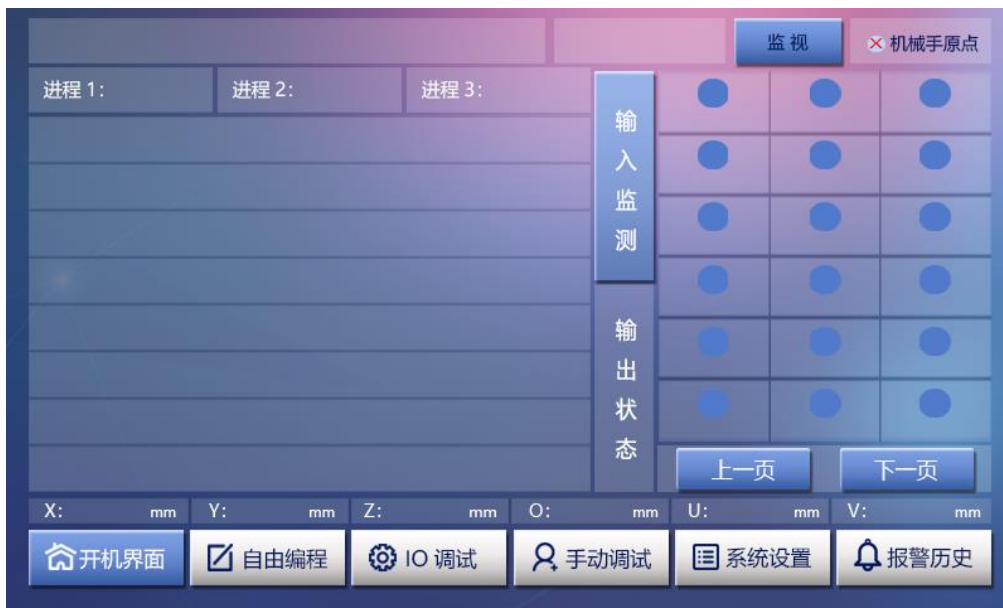 监视 机械手原点
进程 1: 进程 2: 进程 3:
输入监测
输出状态
上一页 下一页
X: mm Y: mm Z: mm O: mm U: mm V: mm
开机界面 自由编程 IO 调试 手动调试 系统设置 报警历史